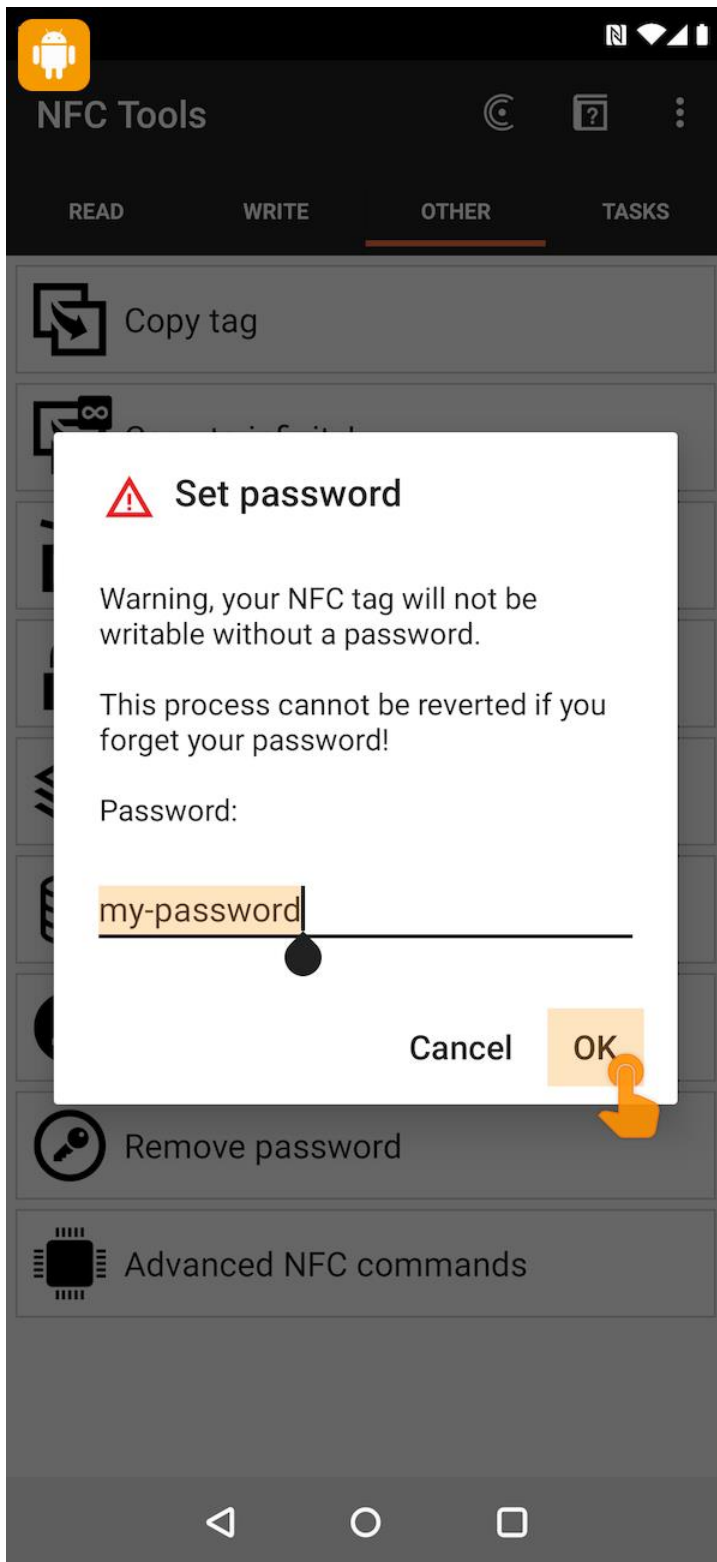 NFC Tools
READ WRITE OTHER TASKS
Copy tag
Set password
Warning, your NFC tag will not be
writable without a password.
This process cannot be reverted if you
forget your password!
Password:
my-password
Cancel OK
Remove password
Advanced NFC commands